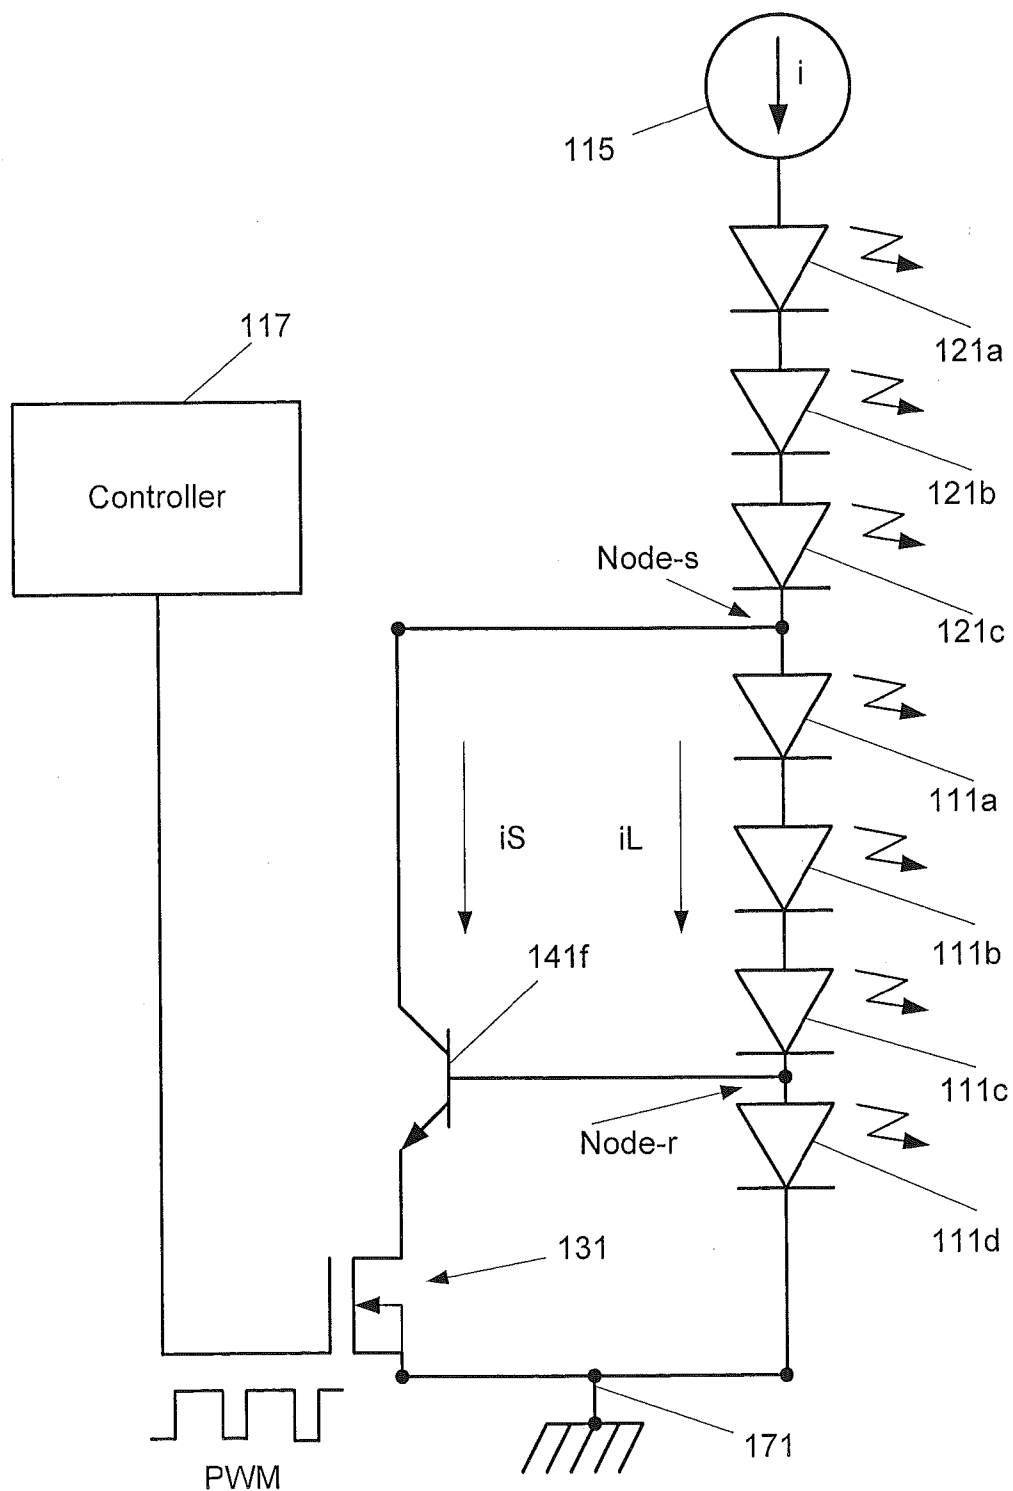 i
115
121a
117
121b
Controller
Node-s
121c
111a
iS
iL
141f
111b
111c
Node-r
111d
131
171
PWM